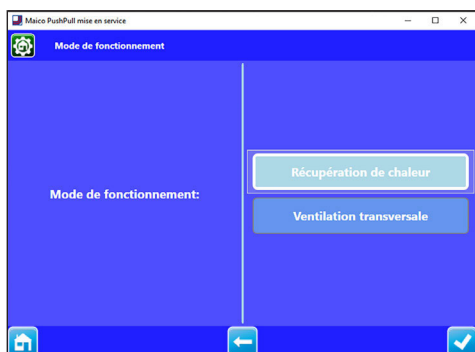 Maico PushPull mise en service
Mode de fonctionnement
Récupération de chaleur
Mode de fonctionnement:
Ventilation transversale